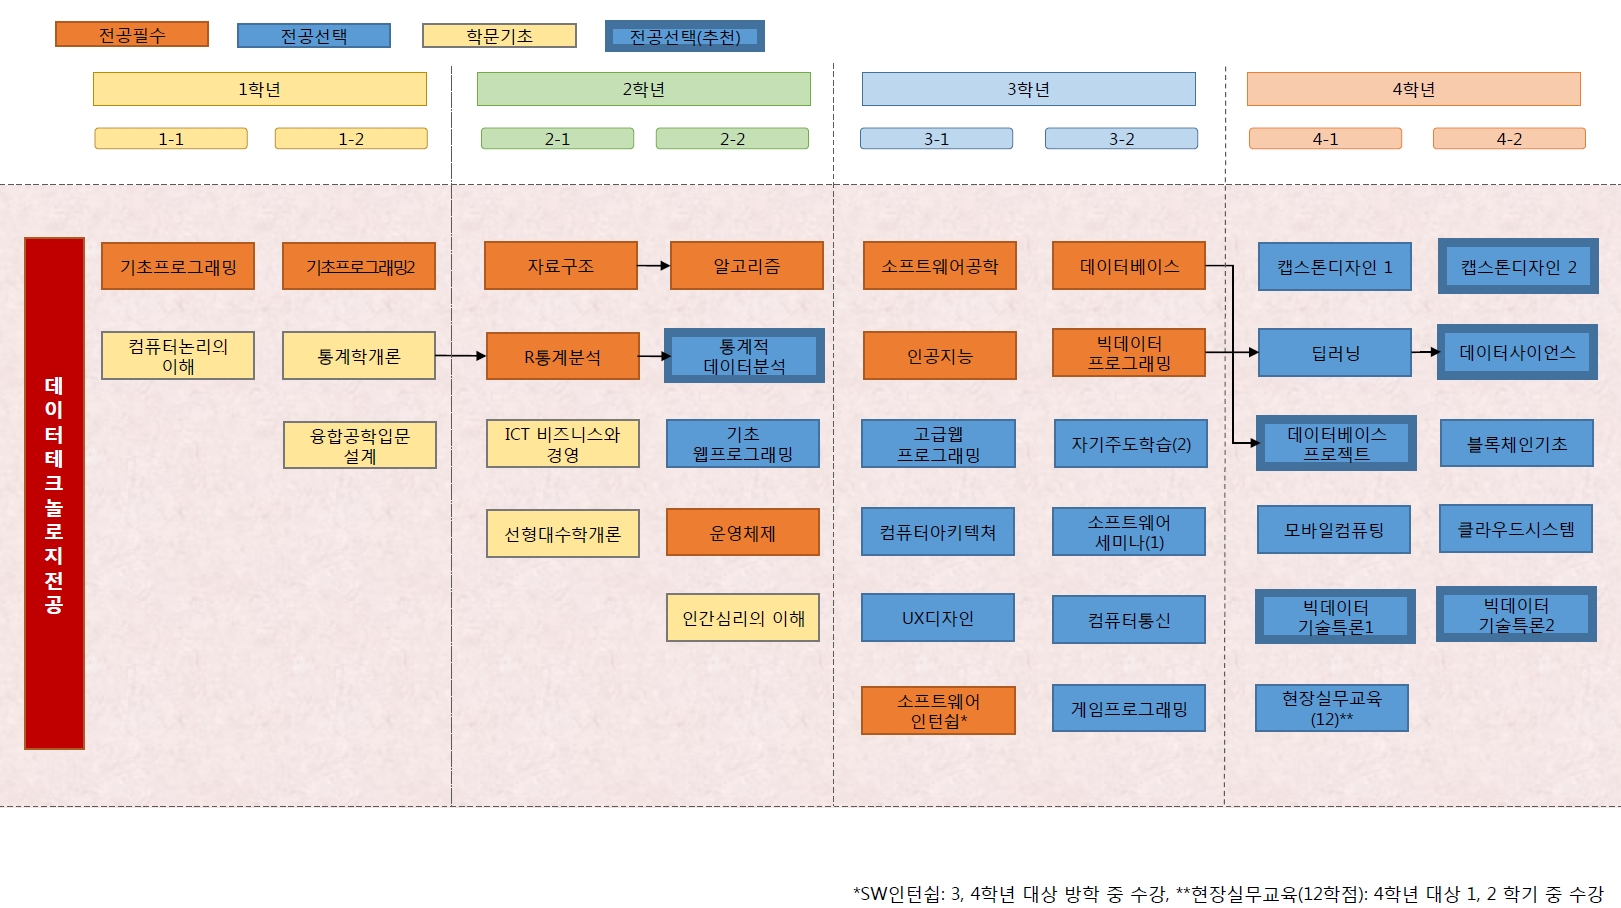 전공필수
전공선택
학문기초
전공선택(추천)
1학년
2학년
3학년
4학년
1-1
1-2
2-1
2-2
3-1
3-2
4-1
4-2
데이터테크놀로지전공
기초프로그래밍
기초프로그래밍2
자료구조
알고리즘
소프트웨어공학
데이터베이스
캡스톤디자인 1
캡스톤디자인 2
컴퓨터논리의
이해
통계학개론
R통계분석
통계적
데이터분석
인공지능
빅데이터
프로그래밍
딥러닝
데이터사이언스
융합공학입문
설계
ICT 비즈니스와
경영
기초
웹프로그래밍
고급웹
프로그래밍
자기주도학습(2)
데이터베이스
프로젝트
블록체인기초
선형대수학개론
운영체제
컴퓨터아키텍쳐
소프트웨어
세미나(1)
모바일컴퓨팅
클라우드시스템
인간심리의 이해
UX디자인
컴퓨터통신
빅데이터
기술특론1
빅데이터
기술특론2
소프트웨어
인턴쉽*
게임프로그래밍
현장실무교육
(12)**
*SW인턴쉽: 3, 4학년 대상 방학 중 수강, **현장실무교육(12학점): 4학년 대상 1, 2 학기 중 수강